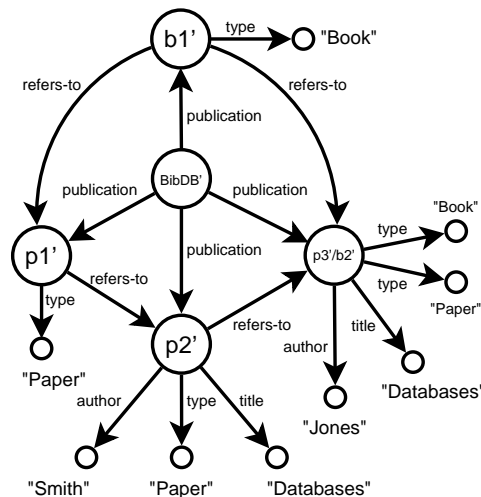 b1’
type
"Book"
refers-to
refers-to
publication
BibDB’
publication
publication
"Book"
type
p1’
publication
p3’/b2’
type
type
refers-to
"Paper"
refers-to
title
p2’
author
"Paper"
"Databases"
author
type
title
"Jones"
"Smith"
"Paper"
"Databases"